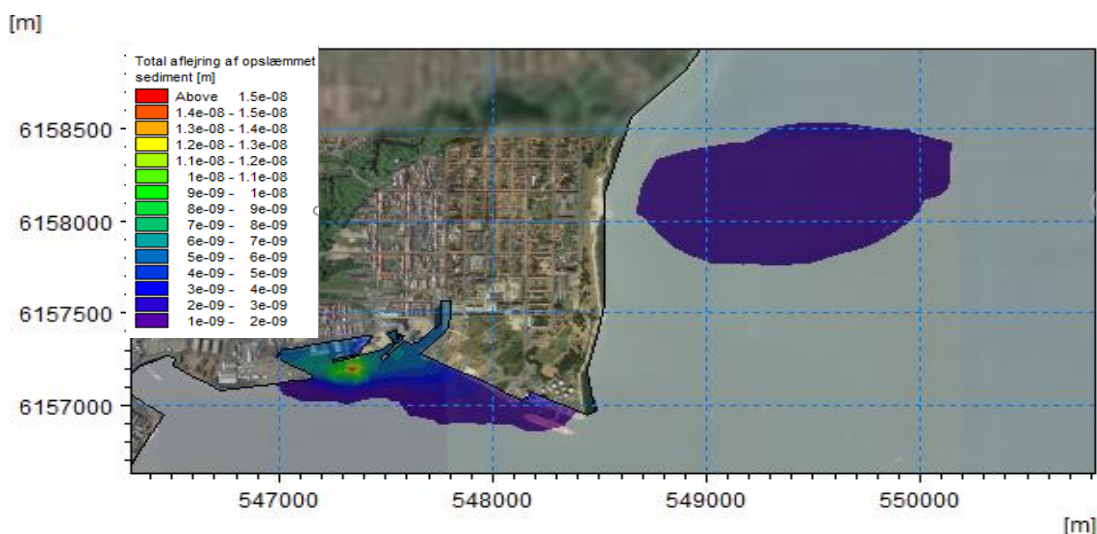 [m]
Total aflejring af opslæmmet
sediment [m]
Above 1.5e-08
1.4e-08 - 1.5e-08
1.3e-08 - 1.4e-08
1.2e-08 - 1.3e-08
1.1e-08 - 1.2e-08
1e-08 - 1.1e-08
9e-09 - 1e-08
8e-09 - 9e-09
7e-09 - 8e-09
6e-09 - 7e-09
5e-09 - 6e-09
4e-09 - 5e-09
3e-09 - 4e-09
2e-09 - 3e-09
1e-09 - 2e-09
6158500
6158000
6157500
6157000
547000 548000 549000 550000
[m]